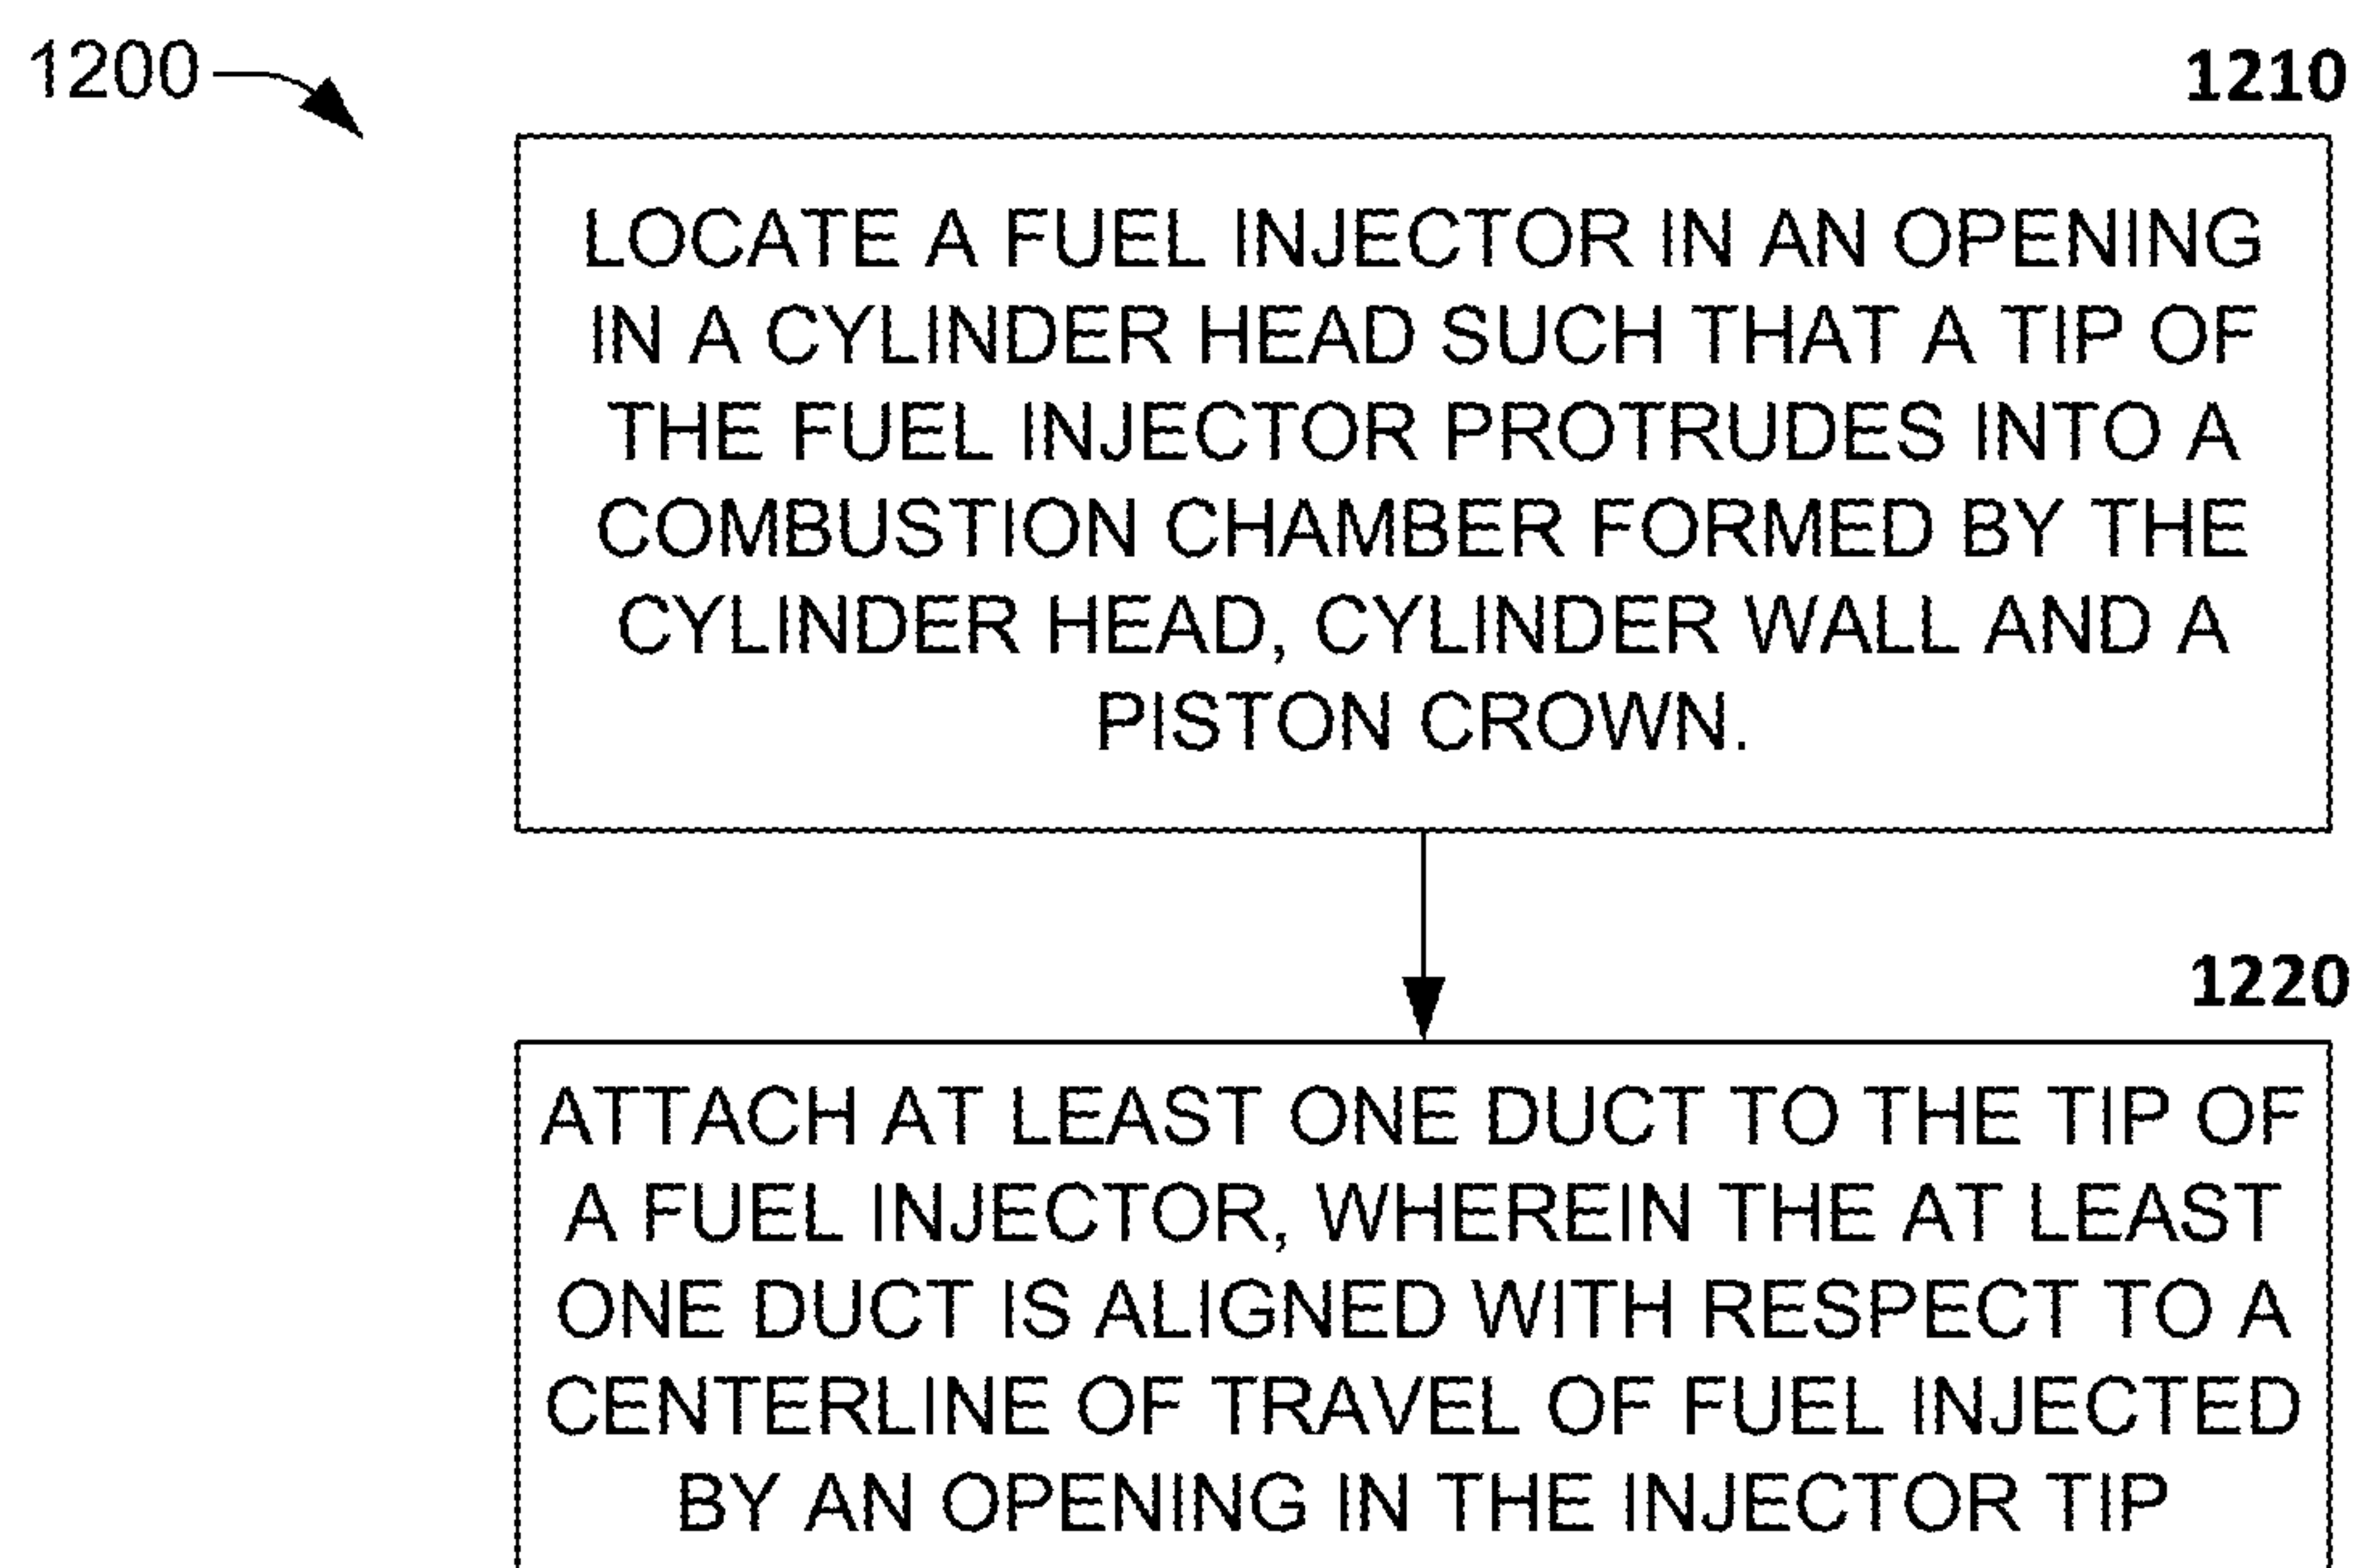 1200
1210
LOCATE A FUEL INJECTOR IN AN OPENING
IN A CYLINDER HEAD SUCH THAT A TIP OF
THE FUEL INJECTOR PROTRUDES INTO A
COMBUSTION CHAMBER FORMED BY THE
CYLINDER HEAD, CYLINDER WALL AND A
PISTON CROWN.
1220
ATTACH AT LEAST ONE DUCT TO THE TIP OF
A FUEL INJECTOR, WHEREIN THE AT LEAST
ONE DUCT IS ALIGNED WITH RESPECT TO A
CENTERLINE OF TRAVEL OF FUEL INJECTED
BY AN OPENING IN THE INJECTOR TIP